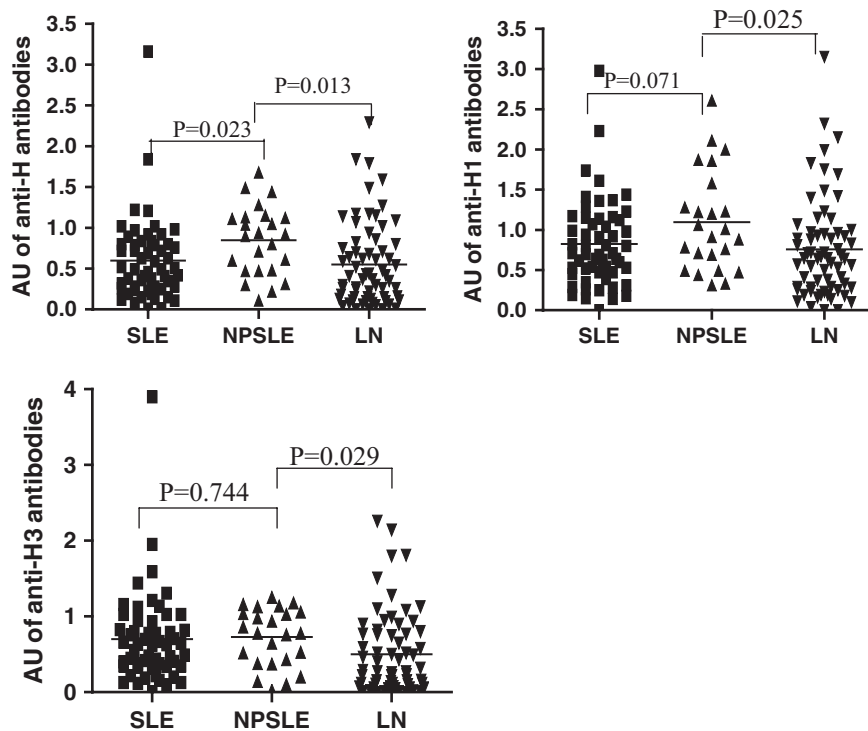 AU of anti-H antibodies
3.5
3.0
2.5
2.0
1.5
1.0
0.5
0.0
P=0.023
P=0.013
SLE NPSLE LN
AU of anti-H1 antibodies
3.5
3.0
2.5
2.0
1.5
1.0
0.5
0.0
P=0.071
P=0.025
SLE NPSLE LN
AU of anti-H3 antibodies
4
3
2
1
0
P=0.744
P=0.029
SLE NPSLE LN